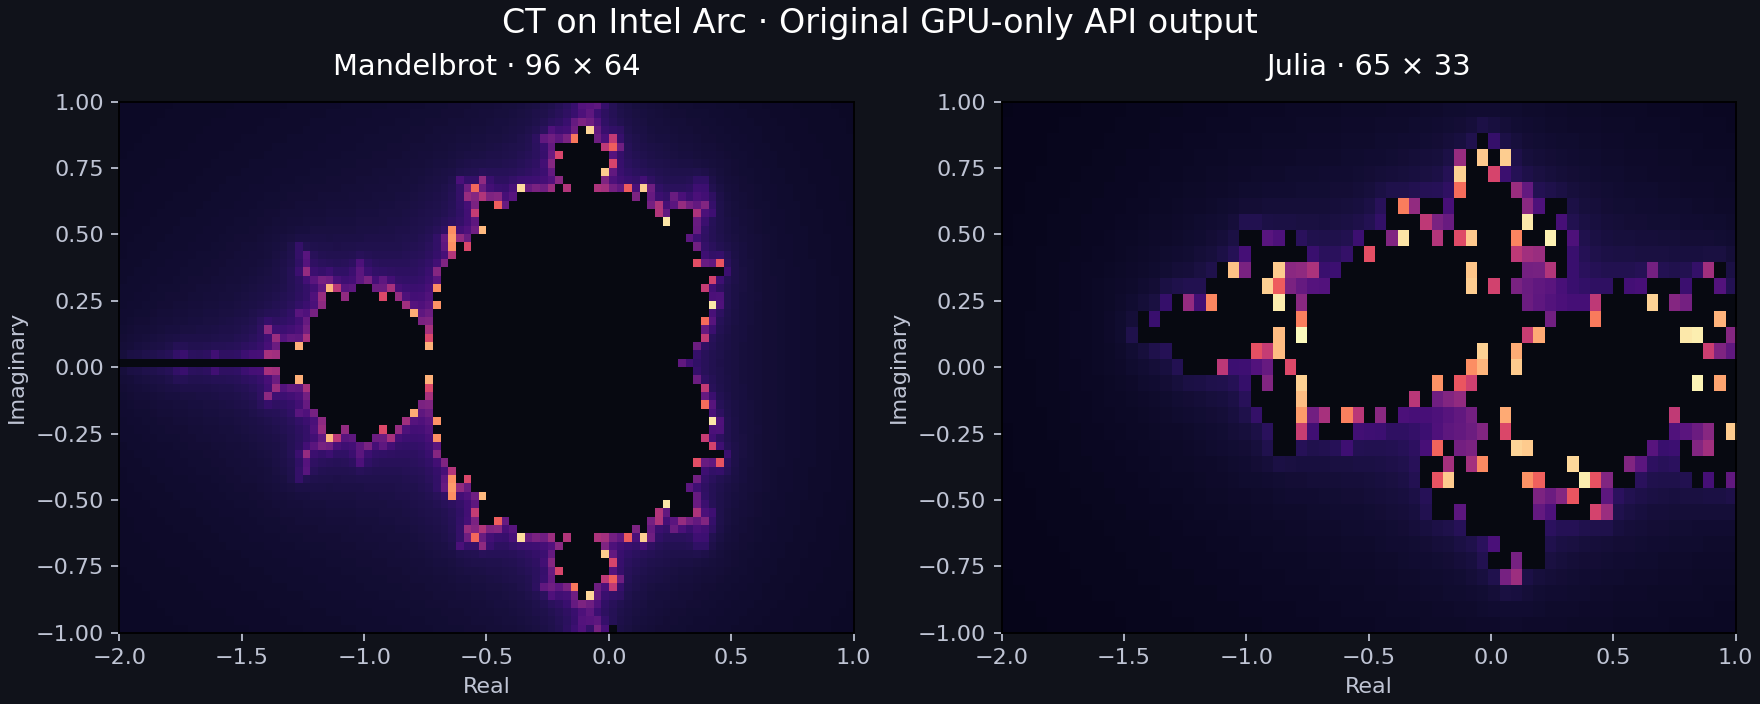 CT on Intel Arc · Original GPU-only API output
Mandelbrot · 96 × 64
1.00
0.75
0.50
0.25
0.00
−0.25
−0.50
−0.75
−1.00
Imaginary
−2.0 −1.5 −1.0 −0.5 0.0 0.5 1.0
Real
Julia · 65 × 33
1.00
0.75
0.50
0.25
0.00
−0.25
−0.50
−0.75
−1.00
Imaginary
−2.0 −1.5 −1.0 −0.5 0.0 0.5 1.0
Real